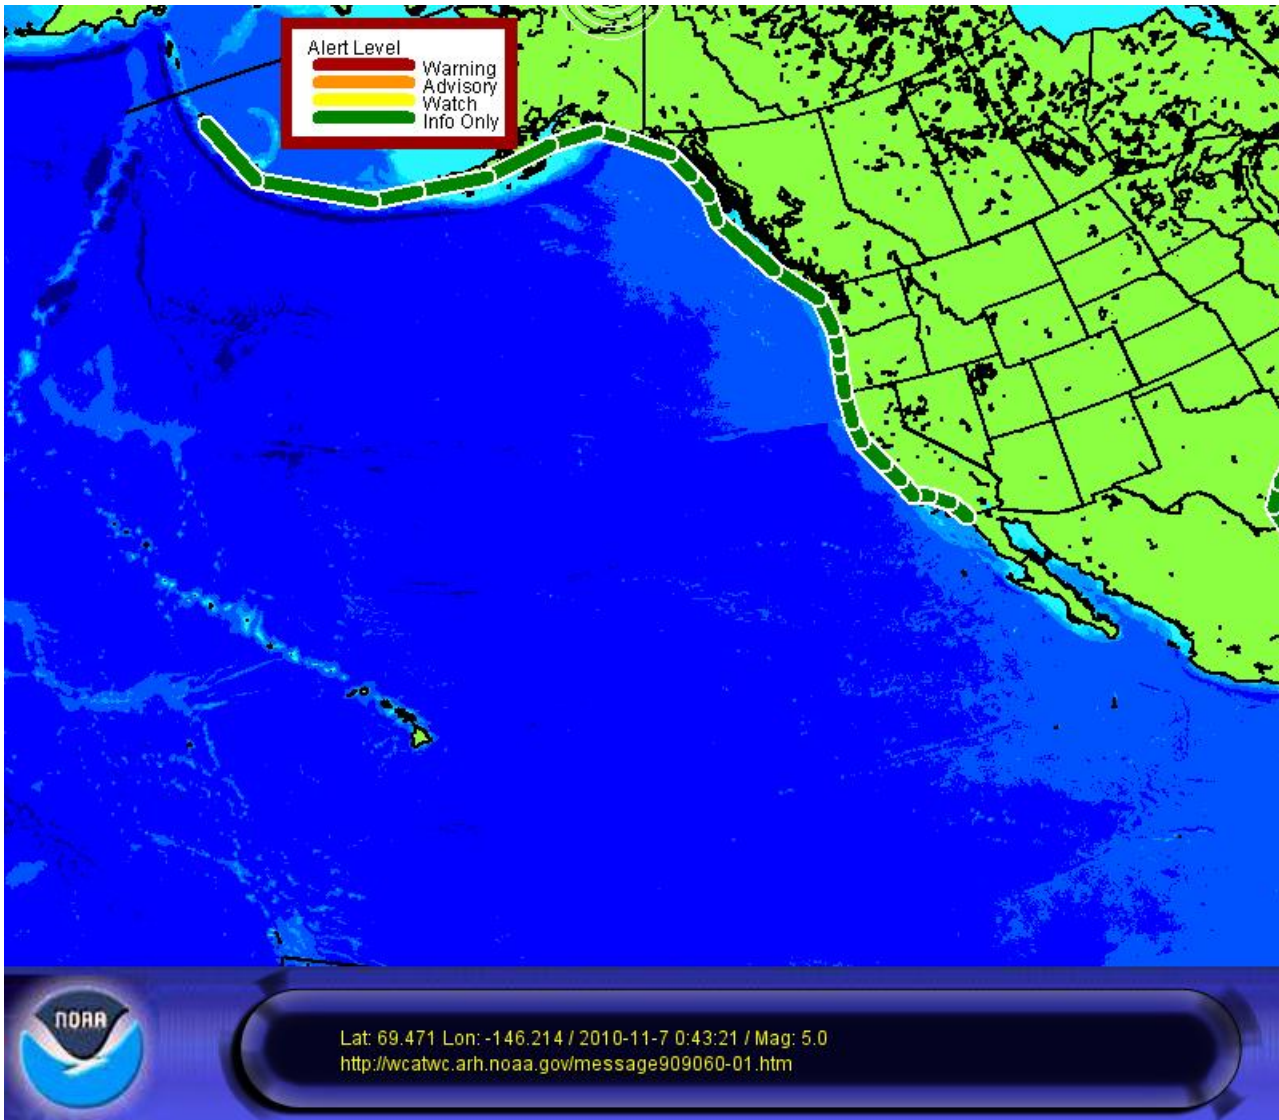 Alert Level
Warning
Advisory
Watch
Info Only
NOAA
Lat: 69.471 Lon: -146.214 / 2010-11-7 0:43:21 / Mag: 5.0
http://wcatwc.arh.noaa.gov/message909060-01.htm